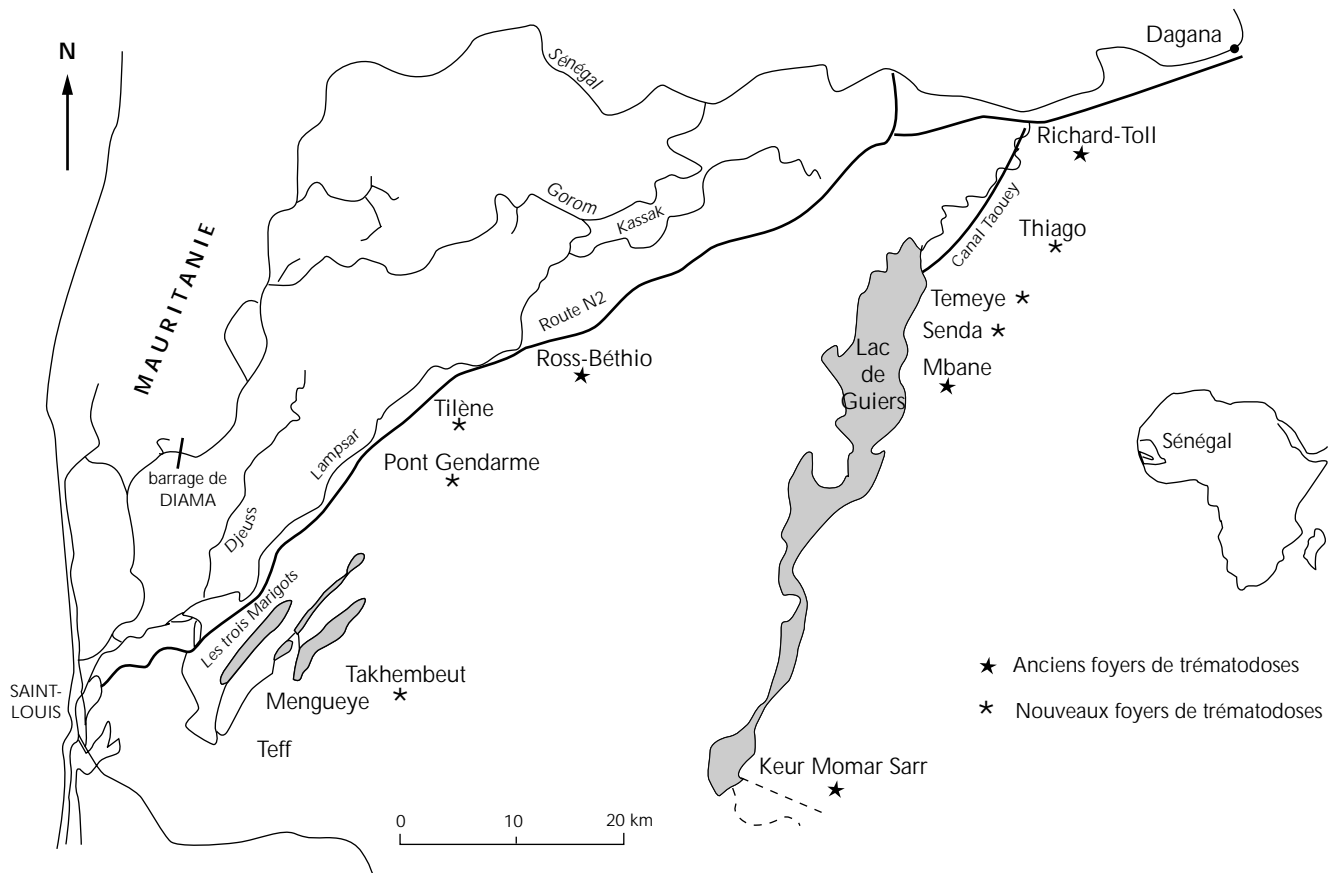 N
Dagana
Sénégal
Richard-Toll
Gorom
Kassak
Canal Taouey
Thiago
MAURITANIE
Temeye
Route N2
Senda
Ross-Béthio
Lac
de
Guiers
Mbane
Tilène
Sénégal
Lampsar
Pont Gendarme
barrage de
DIAMA
Djeuss
Les trois Marigots
Takhembeut
Anciens foyers de trématodoses
SAINT-
LOUIS
Mengueye
Nouveaux foyers de trématodoses
Teff
Keur Momar Sarr
0 10 20 km